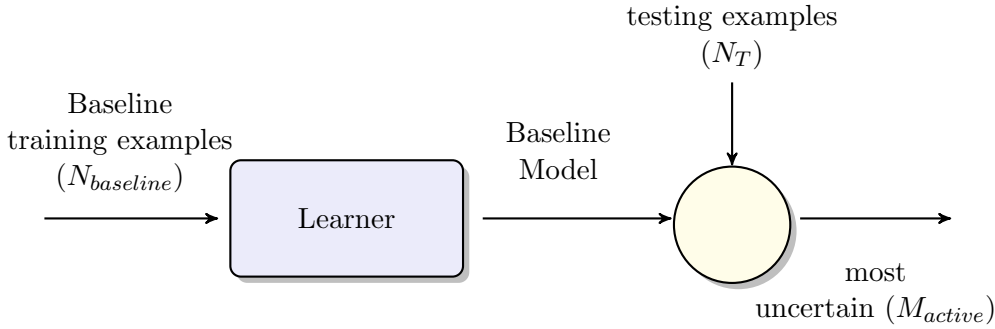 testing examples
(N_T)
Baseline
training examples
(N_baseline)
Baseline
Model
Learner
most
uncertain (M_active)